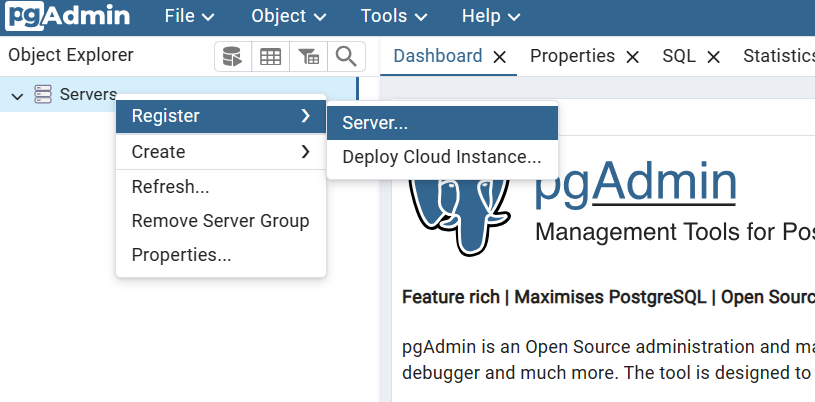 pgAdmin File Object Tools Help
Object Explorer
Dashboard Properties SQL Statistics
Servers
Register
Create
Refresh...
Remove Server Group
Properties...
Server...
Deploy Cloud Instance...
pgAdmin
Management Tools for Pos
Feature rich | Maximises PostgreSQL | Open Sourc
pgAdmin is an Open Source administration and ma
debugger and much more. The tool is designed to